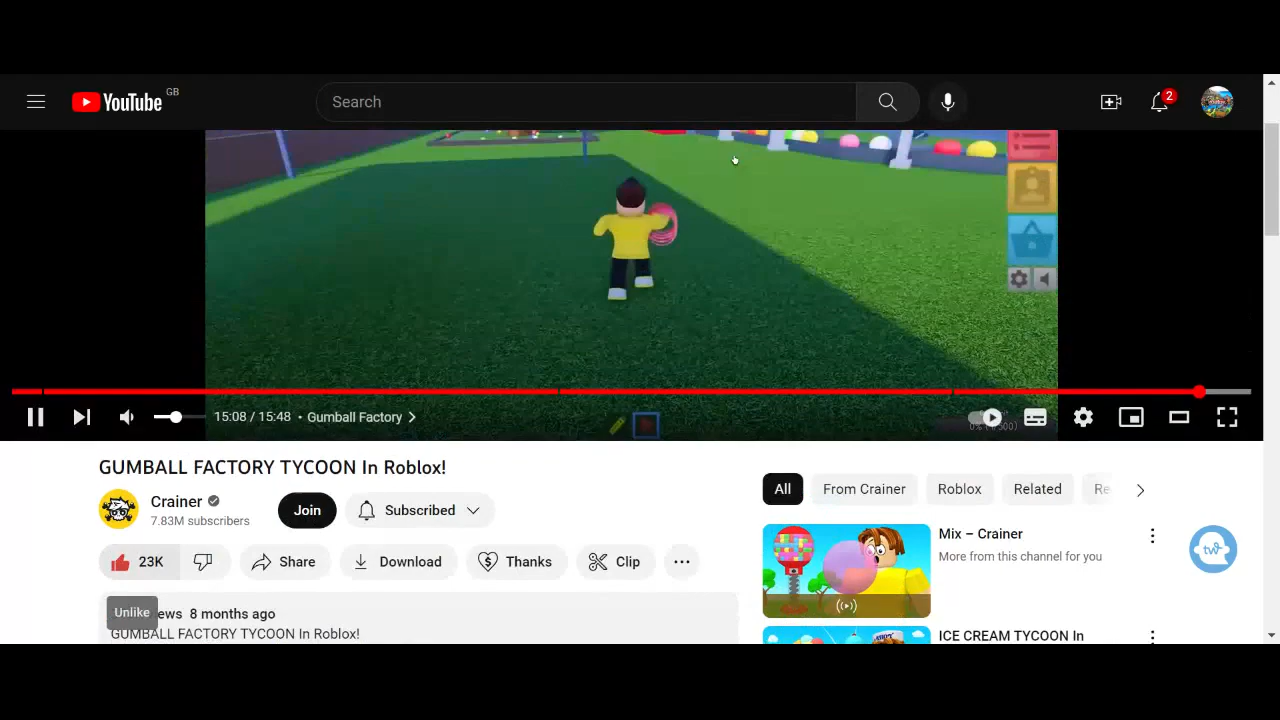 YouTube GB
Search
2
15:08 / 15:48 • Gumball Factory
GUMBALL FACTORY TYCOON In Roblox!
Crainer
7.83M subscribers
Join
Subscribed
23K
Share
Download
Thanks
Clip
Unlike
8 months ago
GUMBALL FACTORY TYCOON In Roblox!
All
From Crainer
Roblox
Related
Re
Mix – Crainer
More from this channel for you
ICE CREAM TYCOON In